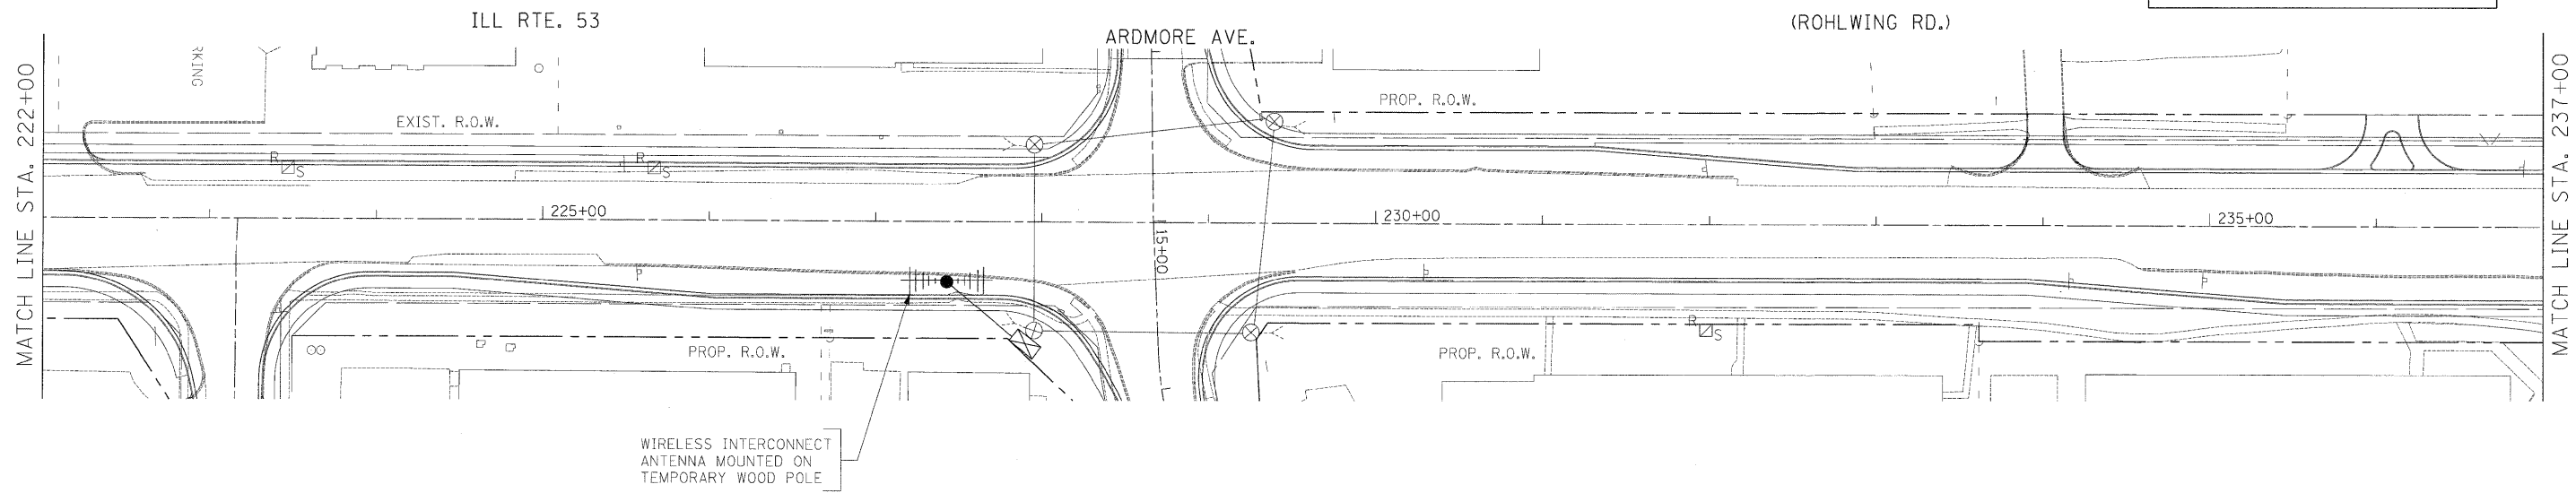 ILL RTE. 53
ARDMORE AVE.
(ROHLWING RD.)
MATCH LINE STA. 222+00
RKING
EXIST. R.O.W.
PROP. R.O.W.
R
S
R
S
225+00
15+00
230+00
235+00
PROP. R.O.W.
PROP. R.O.W.
R
S
WIRELESS INTERCONNECT
ANTENNA MOUNTED ON
TEMPORARY WOOD POLE
MATCH LINE STA. 237+00